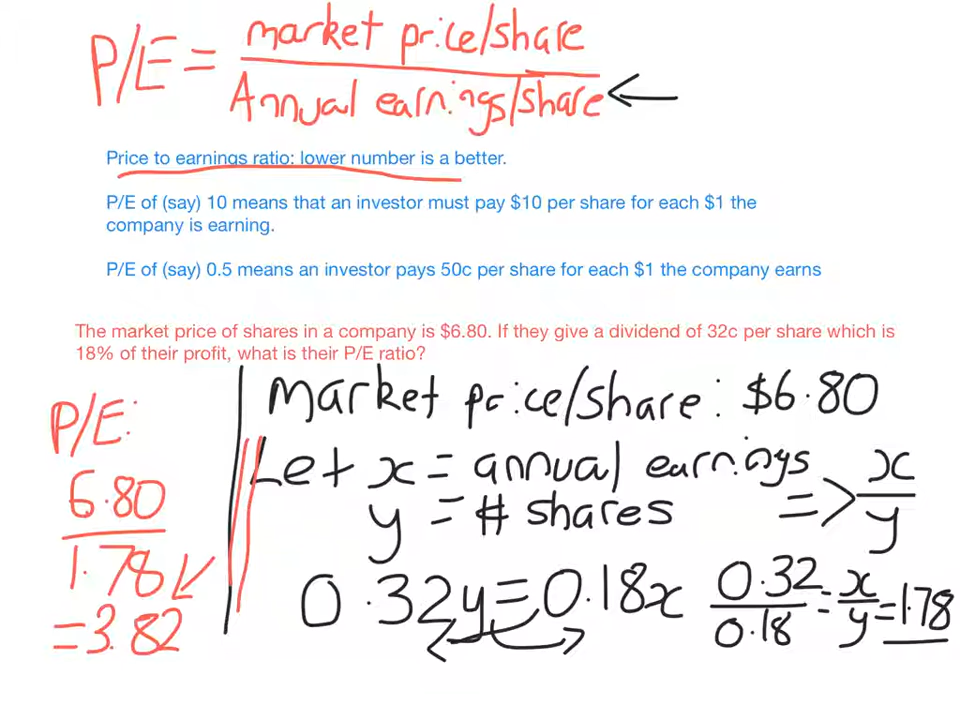 P/E = market price/share
Annual earnings/share
Price to earnings ratio: lower number is a better.
P/E of (say) 10 means that an investor must pay $10 per share for each $1 the
company is earning.
P/E of (say) 0.5 means an investor pays 50c per share for each $1 the company earns
The market price of shares in a company is $6.80. If they give a dividend of 32c per share which is
18% of their profit, what is their P/E ratio?
P/E:
6.80
1.78
=3.82
market price/share: $6.80
Let x = annual earnings
y = # shares
=> x/y
0.32y = 0.18x
0.32/0.18 = x/y = 1.78